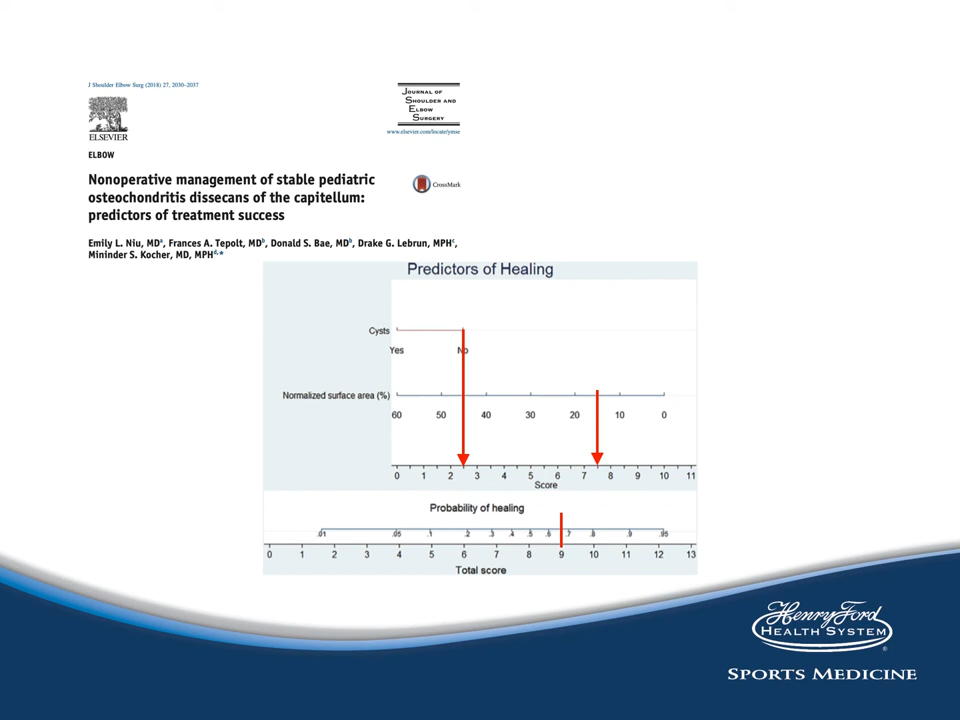 J Shoulder Elbow Surg (2018) 27, 2030–2037
JOURNAL OF
SHOULDER AND
ELBOW
SURGERY
ELSEVIER
www.elsevier.com/locate/ymse
ELBOW
Nonoperative management of stable pediatric
osteochondritis dissecans of the capitellum:
predictors of treatment success
CrossMark
Emily L. Niu, MDa, Frances A. Tepolt, MDb, Donald S. Bae, MDb, Drake G. Lebrun, MPHc,
Mininder S. Kocher, MD, MPHd,*
Predictors of Healing
Cysts
Yes No
Normalized surface area (%)
60 50 40 30 20 10 0
0 1 2 3 4 5 6 7 8 9 10 11
Score
Probability of healing
.01 .05 .1 .2 .3 .4 .5 .6 .7 .8 .9 .95
0 1 2 3 4 5 6 7 8 9 10 11 12 13
Total score
Henry Ford
HEALTH SYSTEM
®
SPORTS MEDICINE